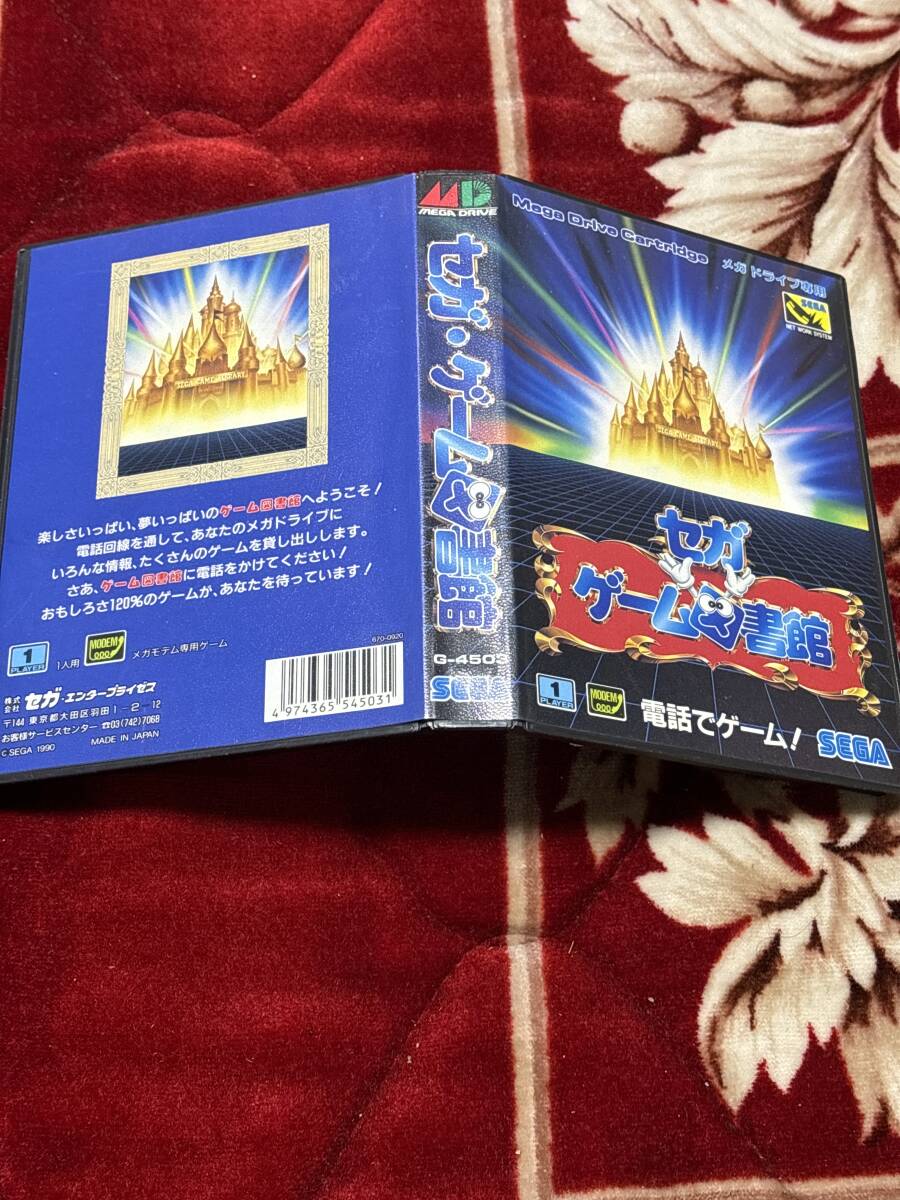 SEGA GAME LIBRARY
楽しさいっぱい、夢いっぱいのゲーム図書館へようこそ!
電話回線を通して、あなたのメガドライブに
いろんな情報、たくさんのゲームを貸し出しします。
さあ、ゲーム図書館に電話をかけてください!
おもしろさ120%のゲームが、あなたを待っています!
1 PLAYER
1人用
MODEM
メガモデム専用ゲーム
670-0920
株式会社 セガ・エンタープライゼス
〒144 東京都大田区羽田1-2-12
お客様サービスセンター ☎03(742)7068
© SEGA 1990 MADE IN JAPAN
4 974365 545031
MD
MEGA DRIVE
セガ・ゲーム図書館
G-4503
SEGA
Mega Drive Cartridge メガドライブ専用
SEGA
NET WORK SYSTEM
SEGA GAME LIBRARY
セガ
ゲーム図書館
1 PLAYER
MODEM
電話でゲーム!
SEGA